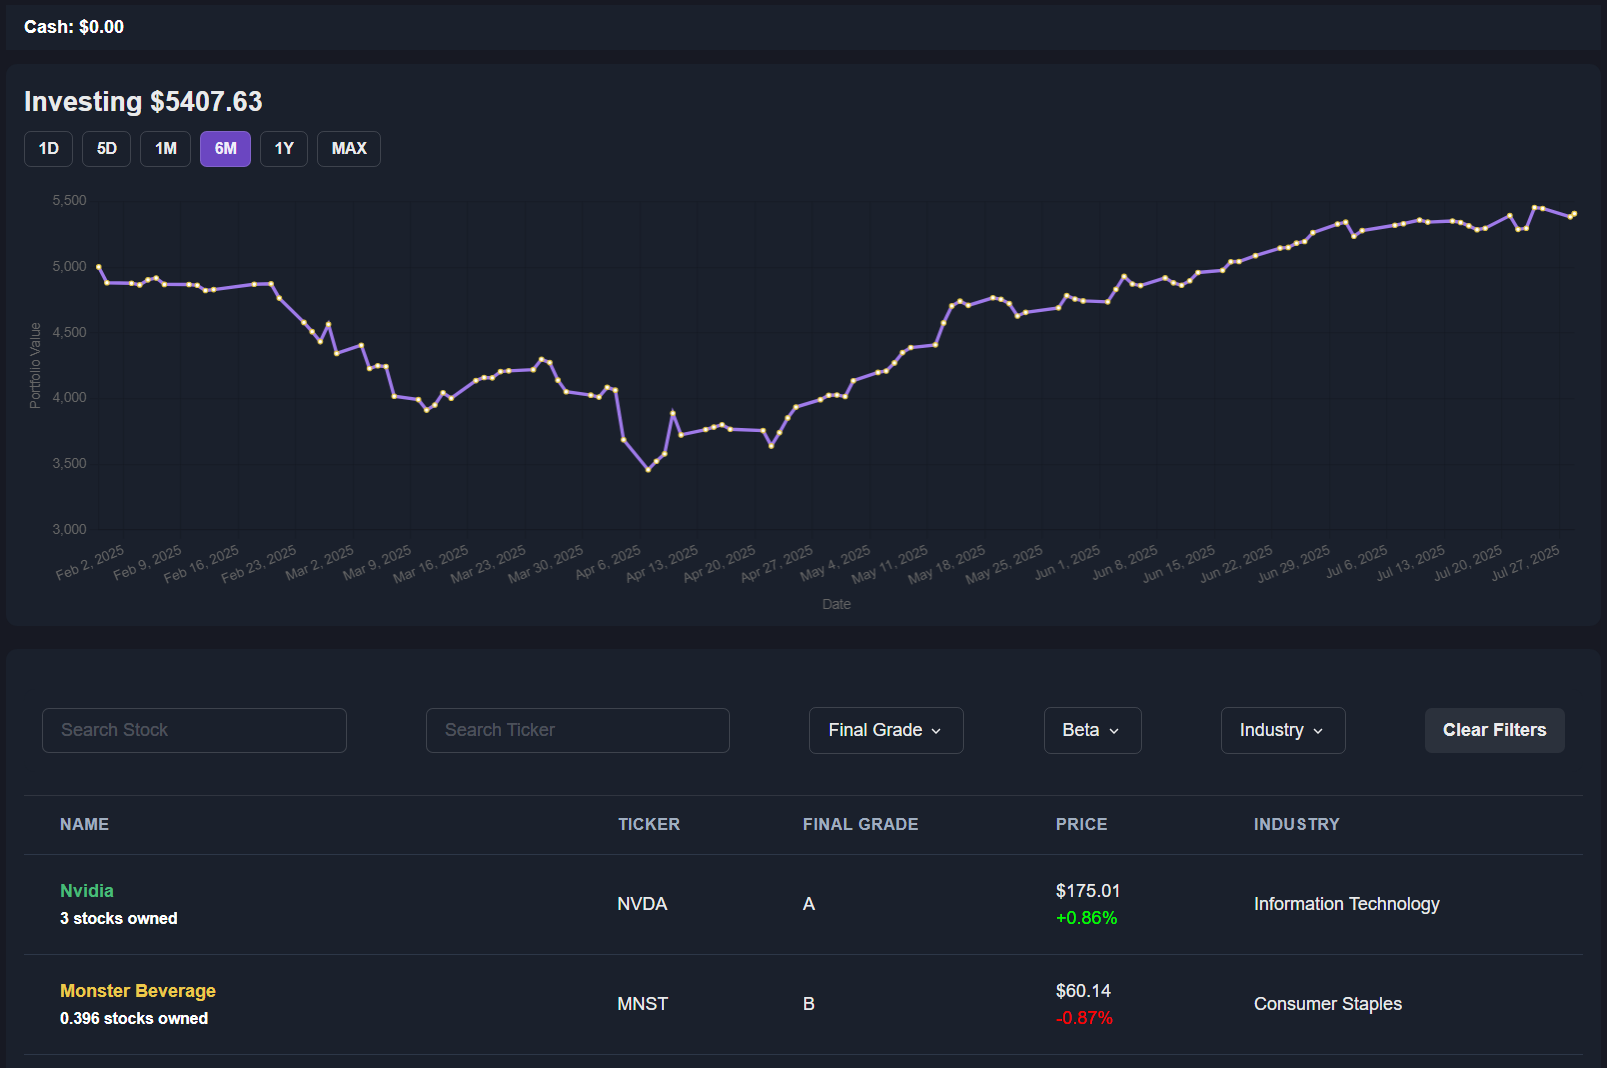 Cash: $0.00
Investing $5407.63
1D 5D 1M 6M 1Y MAX
5,500
5,000
4,500
4,000
3,500
3,000
Portfolio Value
Feb 2, 2025 Feb 9, 2025 Feb 16, 2025 Feb 23, 2025 Mar 2, 2025 Mar 9, 2025 Mar 16, 2025 Mar 23, 2025 Mar 30, 2025 Apr 6, 2025 Apr 13, 2025 Apr 20, 2025 Apr 27, 2025 May 4, 2025 May 11, 2025 May 18, 2025 May 25, 2025 Jun 1, 2025 Jun 8, 2025 Jun 15, 2025 Jun 22, 2025 Jun 29, 2025 Jul 6, 2025 Jul 13, 2025 Jul 20, 2025 Jul 27, 2025
Date
Search Stock Search Ticker Final Grade Beta Industry Clear Filters
NAME TICKER FINAL GRADE PRICE INDUSTRY
Nvidia
3 stocks owned
NVDA
A
$175.01
+0.86%
Information Technology
Monster Beverage
0.396 stocks owned
MNST
B
$60.14
-0.87%
Consumer Staples